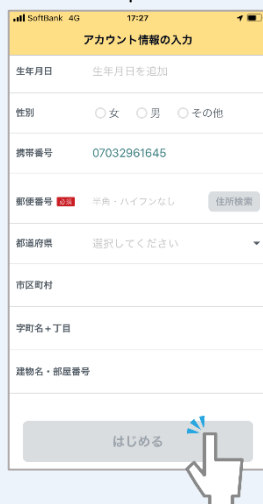 SoftBank 4G 17:27
アカウント情報の入力
生年月日 生年月日を追加
性別 女 男 その他
携帯番号 07032961645
郵便番号 必須 半角・ハイフンなし 住所検索
都道府県 選択してください
市区町村
字町名+丁目
建物名・部屋番号
はじめる